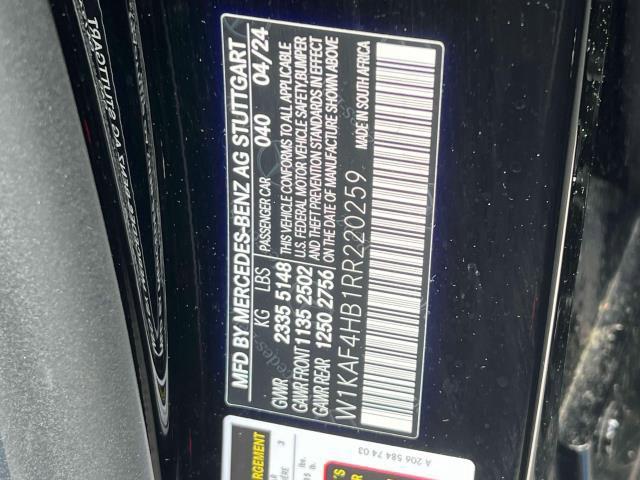 MFD BY MERCEDES-BENZ AG STUTTGART
KG LBS PASSENGER CAR 040 04/24
GVWR 2335 5148
GAWR FRONT 1135 2502
GAWR REAR 1250 2756
THIS VEHICLE CONFORMS TO ALL APPLICABLE
U.S. FEDERAL MOTOR VEHICLE SAFETY, BUMPER
AND THEFT PREVENTION STANDARDS IN EFFECT
ON THE DATE OF MANUFACTURE SHOWN ABOVE
W1KAF4HB1RR220259
MADE IN SOUTH AFRICA
A 206 584 74 03